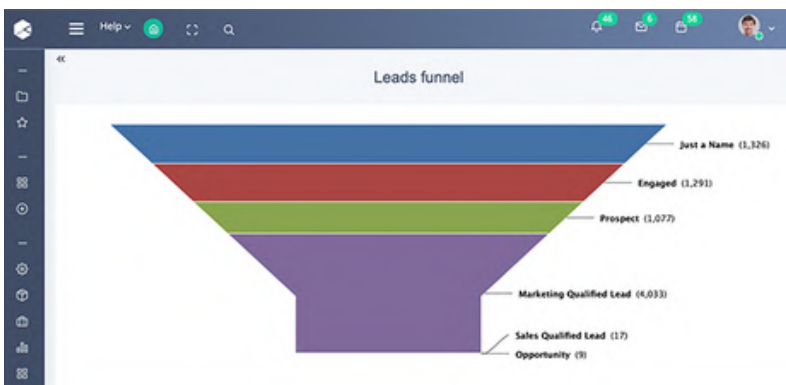 Help
46
6
58
Leads funnel
Just a Name (1,326)
Engaged (1,291)
Prospect (1,077)
Marketing Qualified Lead (4,033)
Sales Qualified Lead (17)
Opportunity (9)